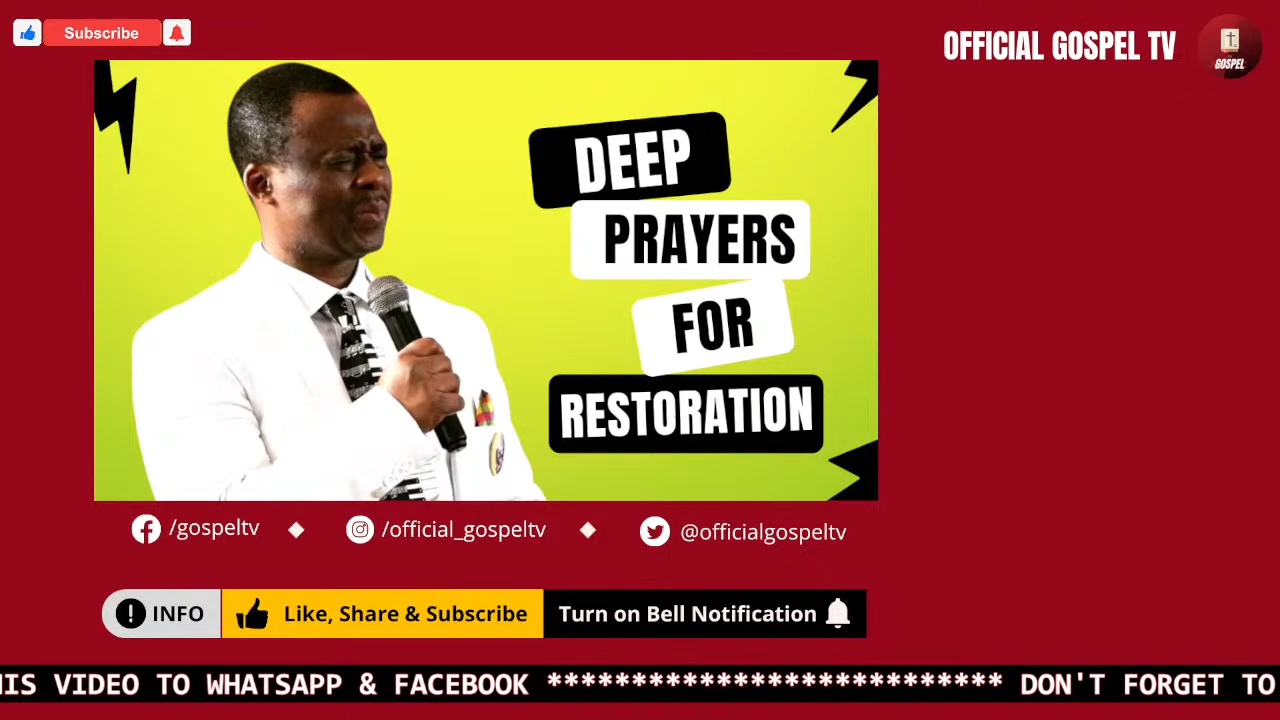 Subscribe
OFFICIAL GOSPEL TV
GOSPEL
DEEP
PRAYERS
FOR
RESTORATION
/gospeltv
/official_gospeltv
@officialgospeltv
INFO
Like, Share & Subscribe
Turn on Bell Notification
HIS VIDEO TO WHATSAPP & FACEBOOK *************************** DON'T FORGET TO